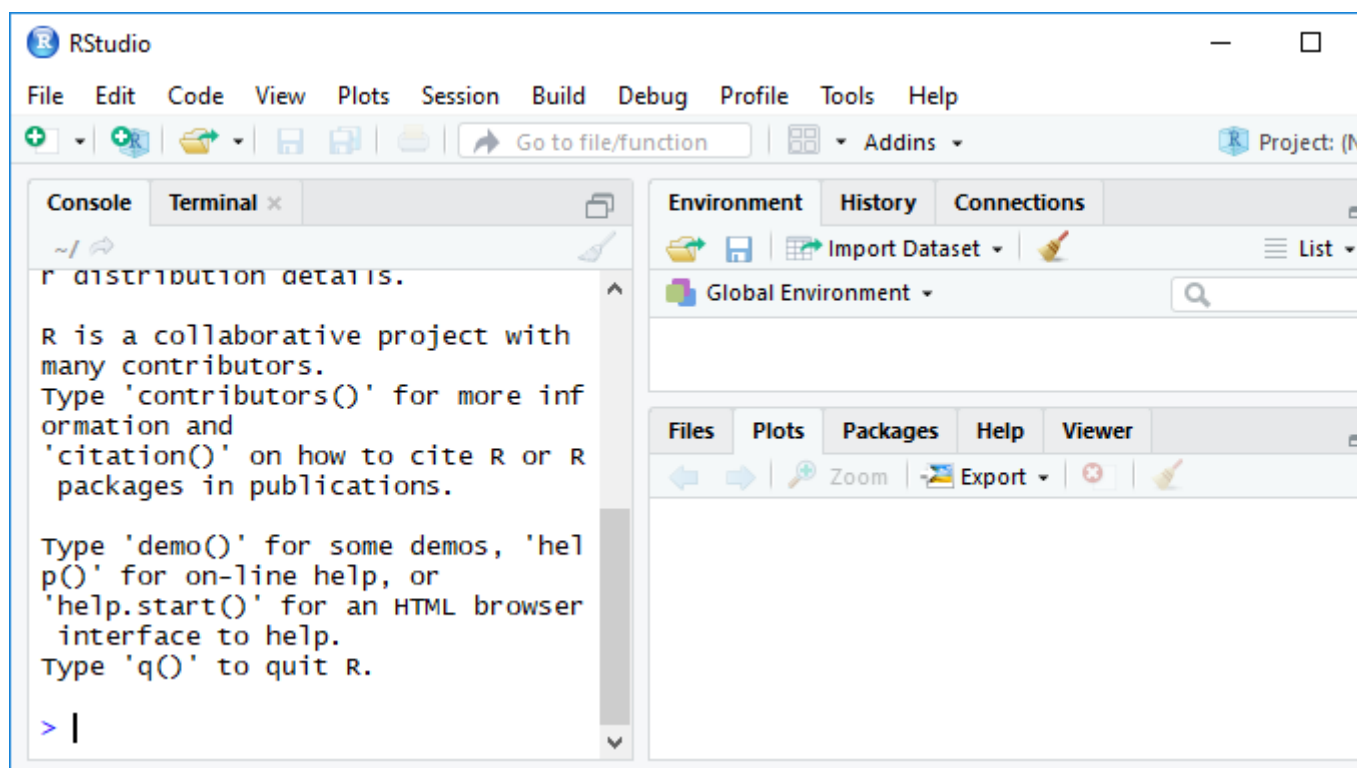 RStudio
File Edit Code View Plots Session Build Debug Profile Tools Help
Go to file/function Addins Project: (N
Console Terminal
~/
r distribution details.
R is a collaborative project with
many contributors.
Type 'contributors()' for more inf
ormation and
'citation()' on how to cite R or R
packages in publications.
Type 'demo()' for some demos, 'hel
p()' for on-line help, or
'help.start()' for an HTML browser
interface to help.
Type 'q()' to quit R.
>
Environment History Connections
Import Dataset List
Global Environment
Files Plots Packages Help Viewer
Zoom Export